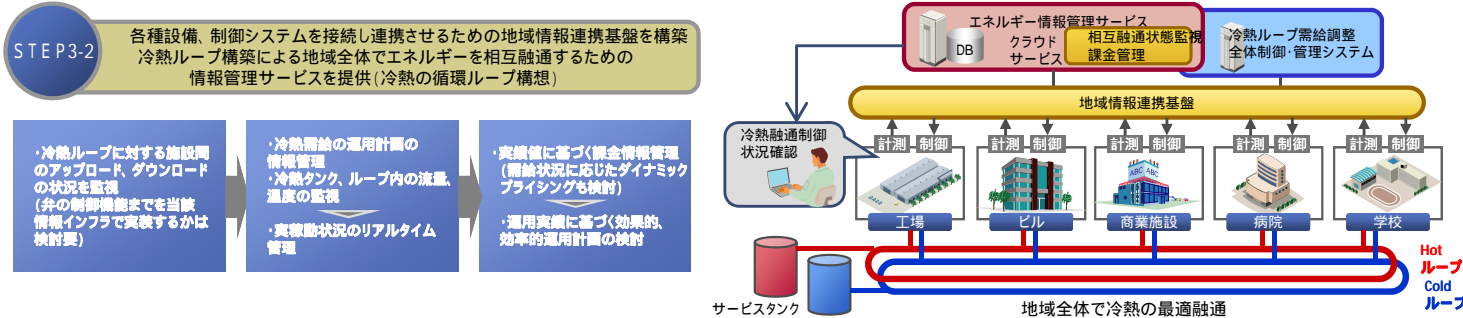 STEP3-2
各種設備、制御システムを接続し連携させるための地域情報連携基盤を構築
冷熱ループ構築による地域全体でエネルギーを相互融通するための
情報管理サービスを提供(冷熱の循環ループ構想)
・冷熱ループに対する施設間
のアップロード、ダウンロード
の状況を監視
(弁の制御機能までを当該
情報インフラで実装するかは
検討要)
・冷熱需給の運用計画の
情報管理
・冷熱タンク、ループ内の流量、
温度の監視
・実稼動状況のリアルタイム
管理
・実績値に基づく課金情報管理
(需給状況に応じたダイナミック
プライシングも検討)
・運用実績に基づく効果的、
効率的運用計画の検討
エネルギー情報管理サービス
DB
クラウド
サービス
相互融通状態監視
課金管理
冷熱ループ需給調整
全体制御・管理システム
地域情報連携基盤
冷熱融通制御
状況確認
計測 制御 計測 制御 計測 制御 計測 制御 計測 制御
ABC ABC
工場 ビル 商業施設 病院 学校
Hot
ループ
Cold
ループ
サービスタンク
地域全体で冷熱の最適融通